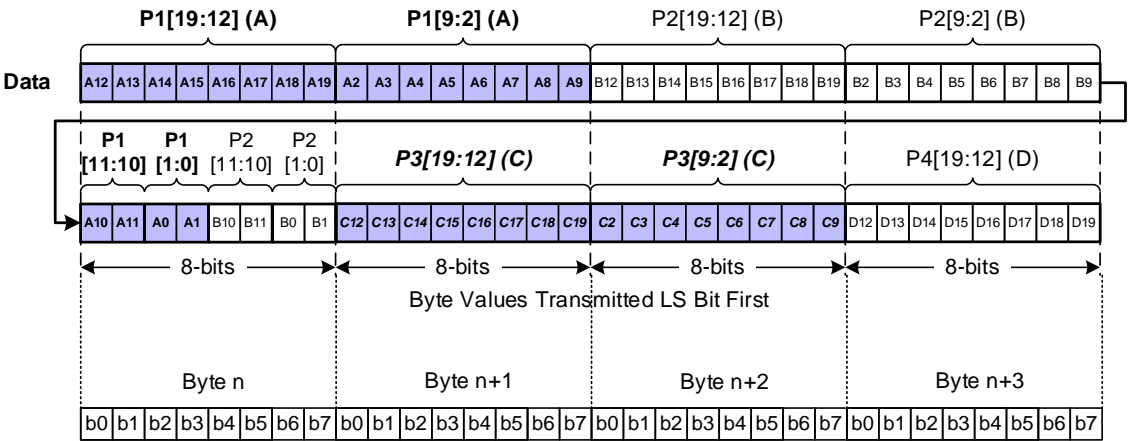 P1[19:12] (A) P1[9:2] (A) P2[19:12] (B) P2[9:2] (B)
Data A12 A13 A14 A15 A16 A17 A18 A19 A2 A3 A4 A5 A6 A7 A8 A9 B12 B13 B14 B15 B16 B17 B18 B19 B2 B3 B4 B5 B6 B7 B8 B9
P1 P1 P2 P2
[11:10] [1:0] [11:10] [1:0] P3[19:12] (C) P3[9:2] (C) P4[19:12] (D)
A10 A11 A0 A1 B10 B11 B0 B1 C12 C13 C14 C15 C16 C17 C18 C19 C2 C3 C4 C5 C6 C7 C8 C9 D12 D13 D14 D15 D16 D17 D18 D19
8-bits 8-bits 8-bits 8-bits
Byte Values Transmitted LS Bit First
Byte n Byte n+1 Byte n+2 Byte n+3
b0 b1 b2 b3 b4 b5 b6 b7 b0 b1 b2 b3 b4 b5 b6 b7 b0 b1 b2 b3 b4 b5 b6 b7 b0 b1 b2 b3 b4 b5 b6 b7